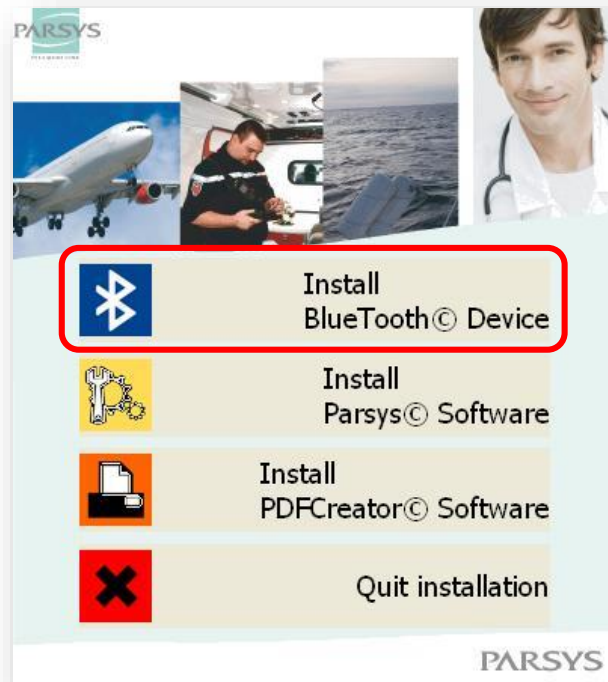 PARSYS
Install
BlueTooth© Device
Install
Parsys© Software
Install
PDFCreator© Software
Quit installation
PARSYS